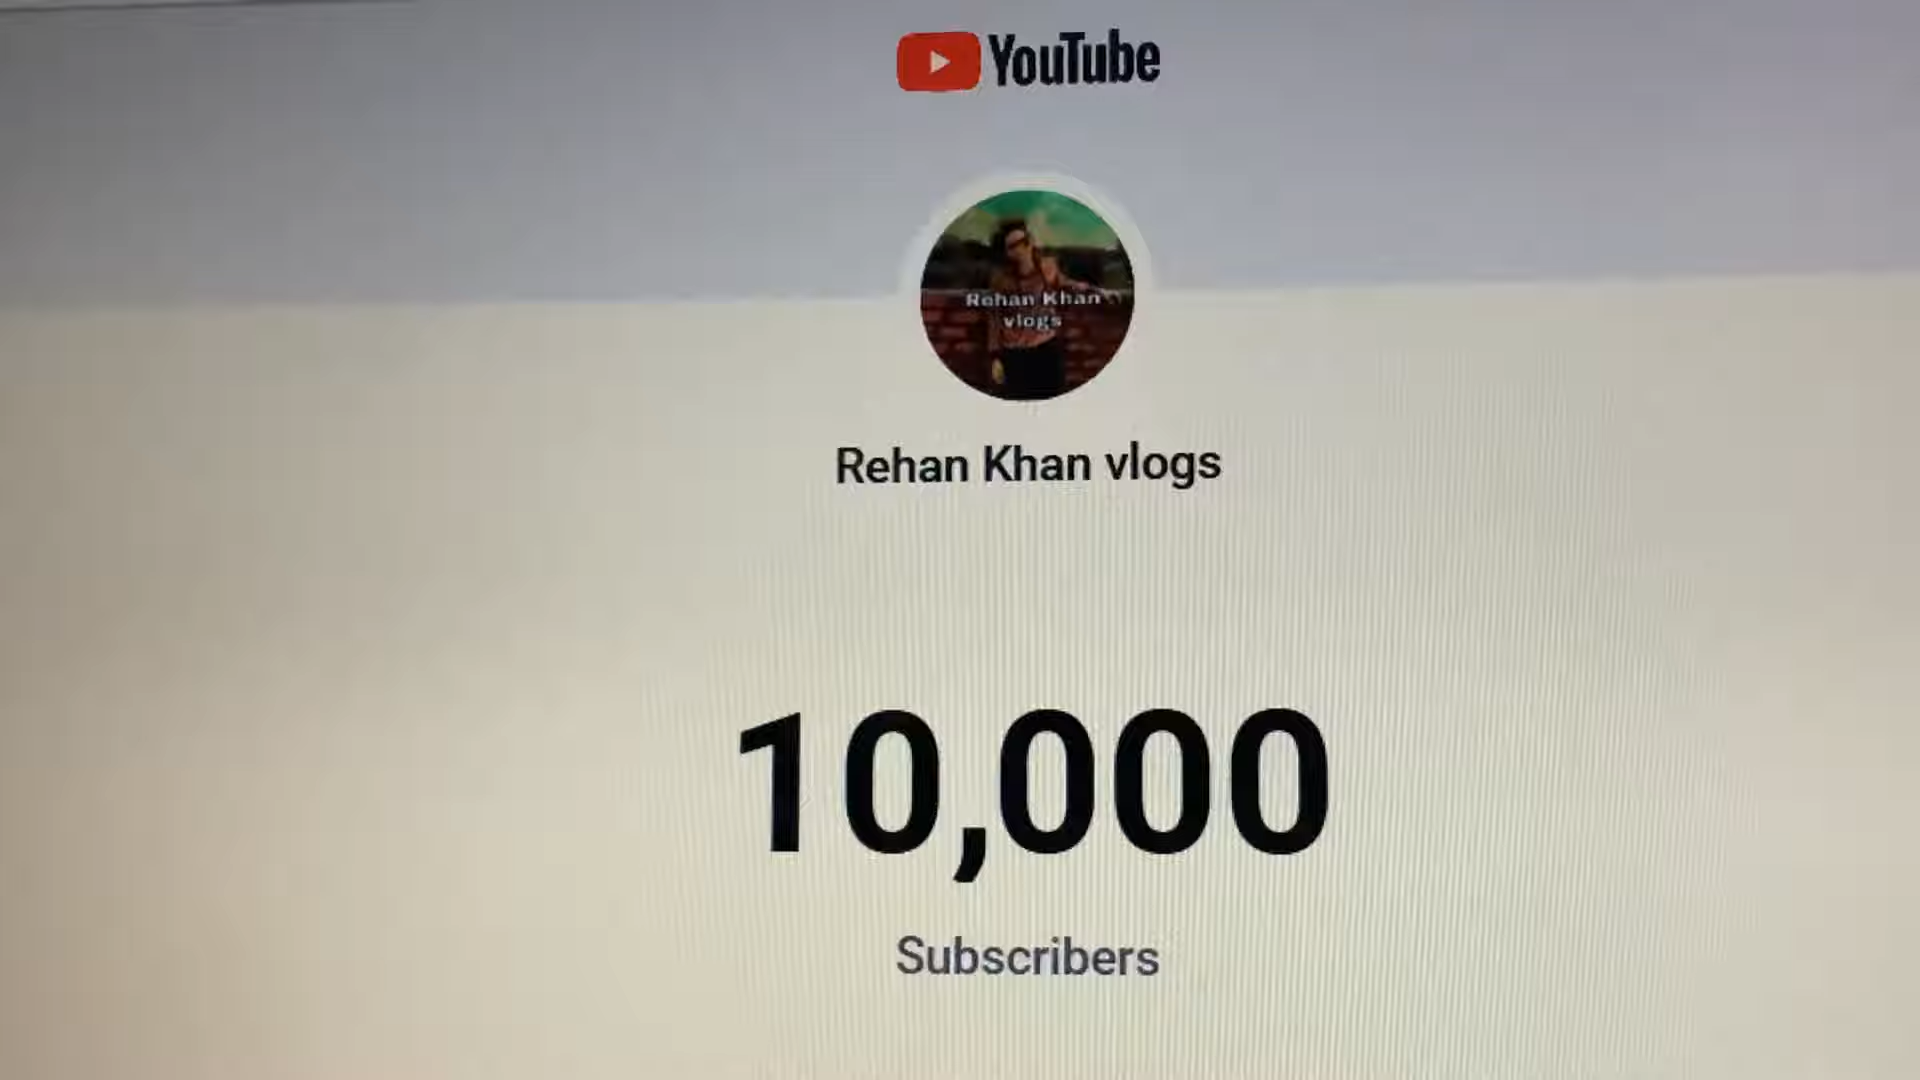 YouTube
Rehan Khan
vlogs
Rehan Khan vlogs
10,000
Subscribers